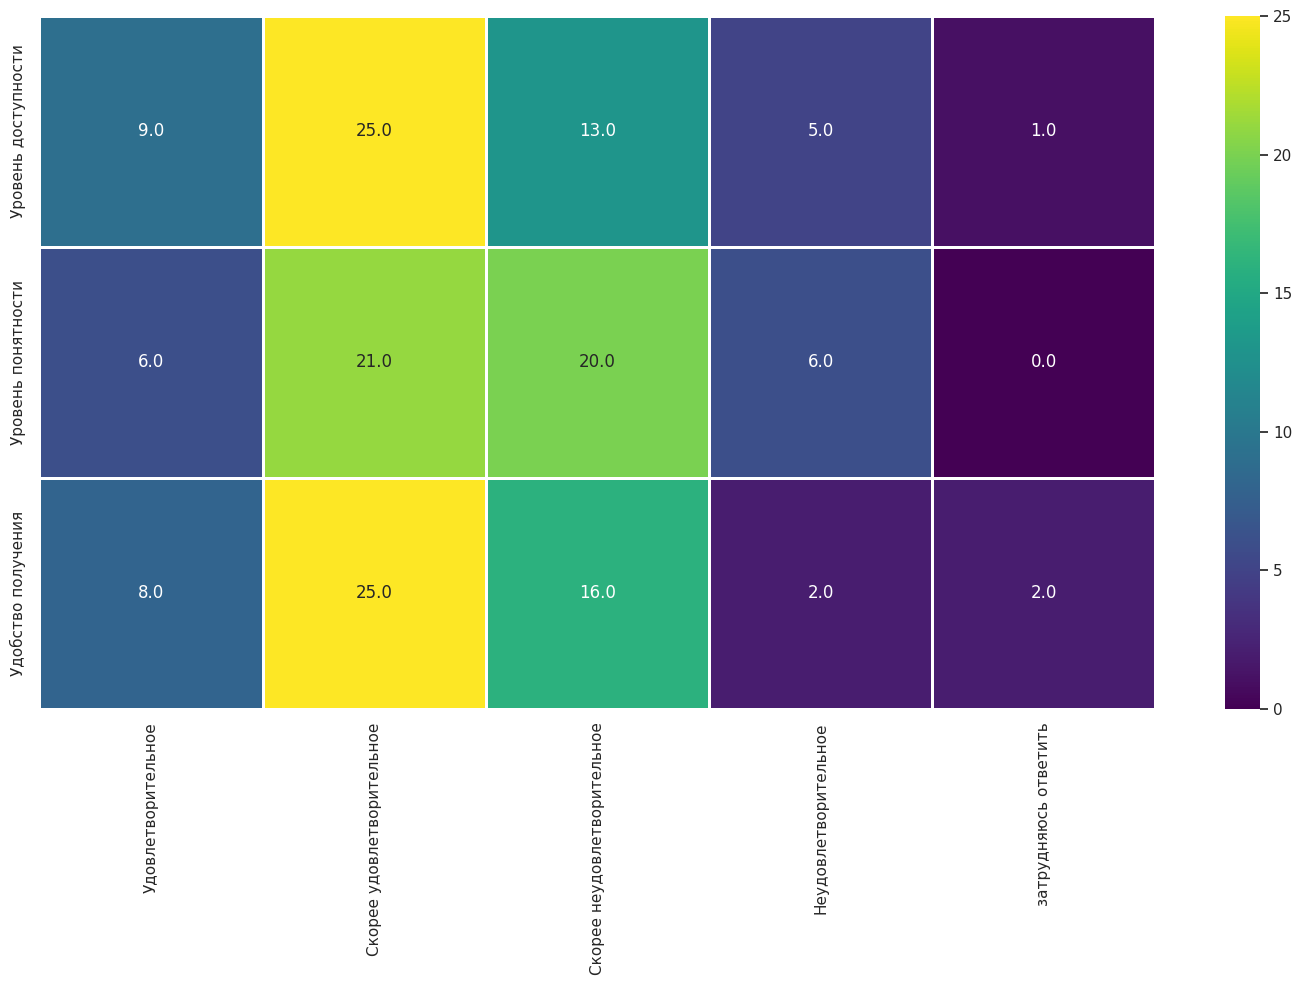 Уровень доступности
9.0 25.0 13.0 5.0 1.0
Уровень понятности
6.0 21.0 20.0 6.0 0.0
Удобство получения
8.0 25.0 16.0 2.0 2.0
Удовлетворительное
Скорее удовлетворительное
Скорее неудовлетворительное
Неудовлетворительное
затрудняюсь ответить
25
20
15
10
5
0